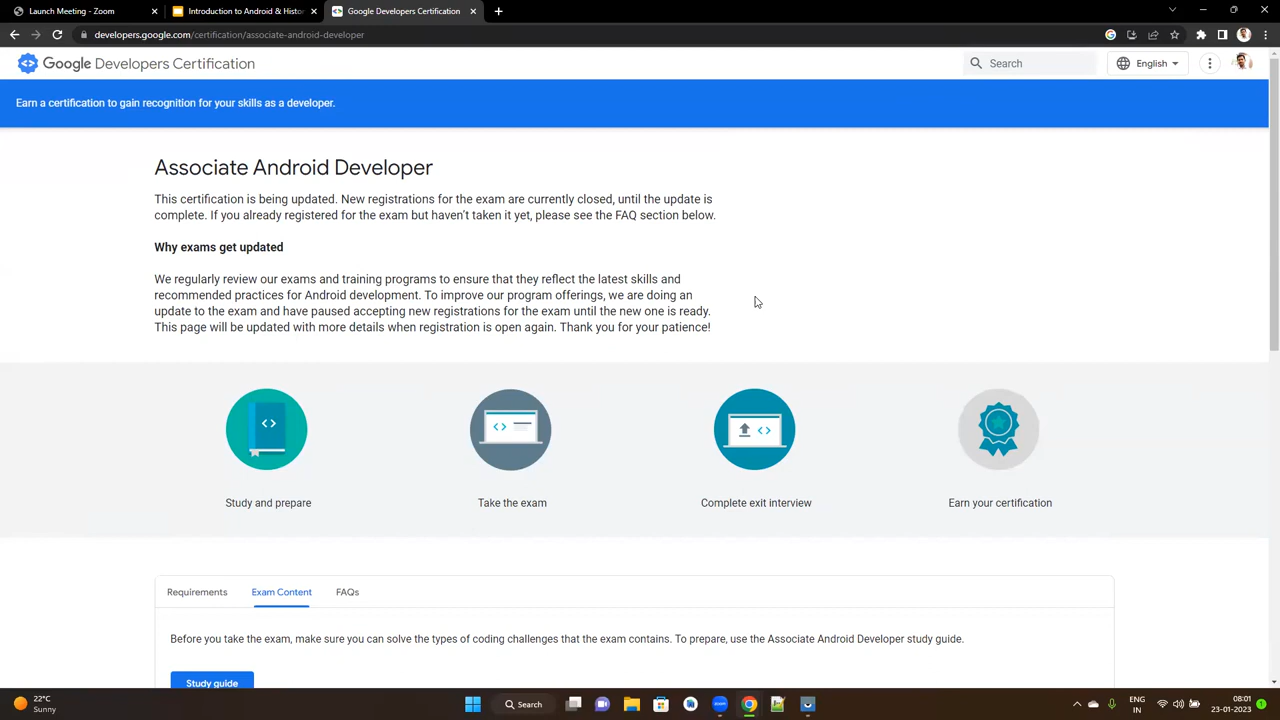 Launch Meeting - Zoom
Introduction to Android & Histo
Google Developers Certification
developers.google.com/certification/associate-android-developer
Google Developers Certification
Search
English
Earn a certification to gain recognition for your skills as a developer.
Associate Android Developer
This certification is being updated. New registrations for the exam are currently closed, until the update is
complete. If you already registered for the exam but haven't taken it yet, please see the FAQ section below.
Why exams get updated
We regularly review our exams and training programs to ensure that they reflect the latest skills and
recommended practices for Android development. To improve our program offerings, we are doing an
update to the exam and have paused accepting new registrations for the exam until the new one is ready.
This page will be updated with more details when registration is open again. Thank you for your patience!
Study and prepare
Take the exam
Complete exit interview
Earn your certification
Requirements
Exam Content
FAQs
Before you take the exam, make sure you can solve the types of coding challenges that the exam contains. To prepare, use the Associate Android Developer study guide.
Study guide
22°C
Sunny
Search
ENG
IN
08:01
23-01-2023